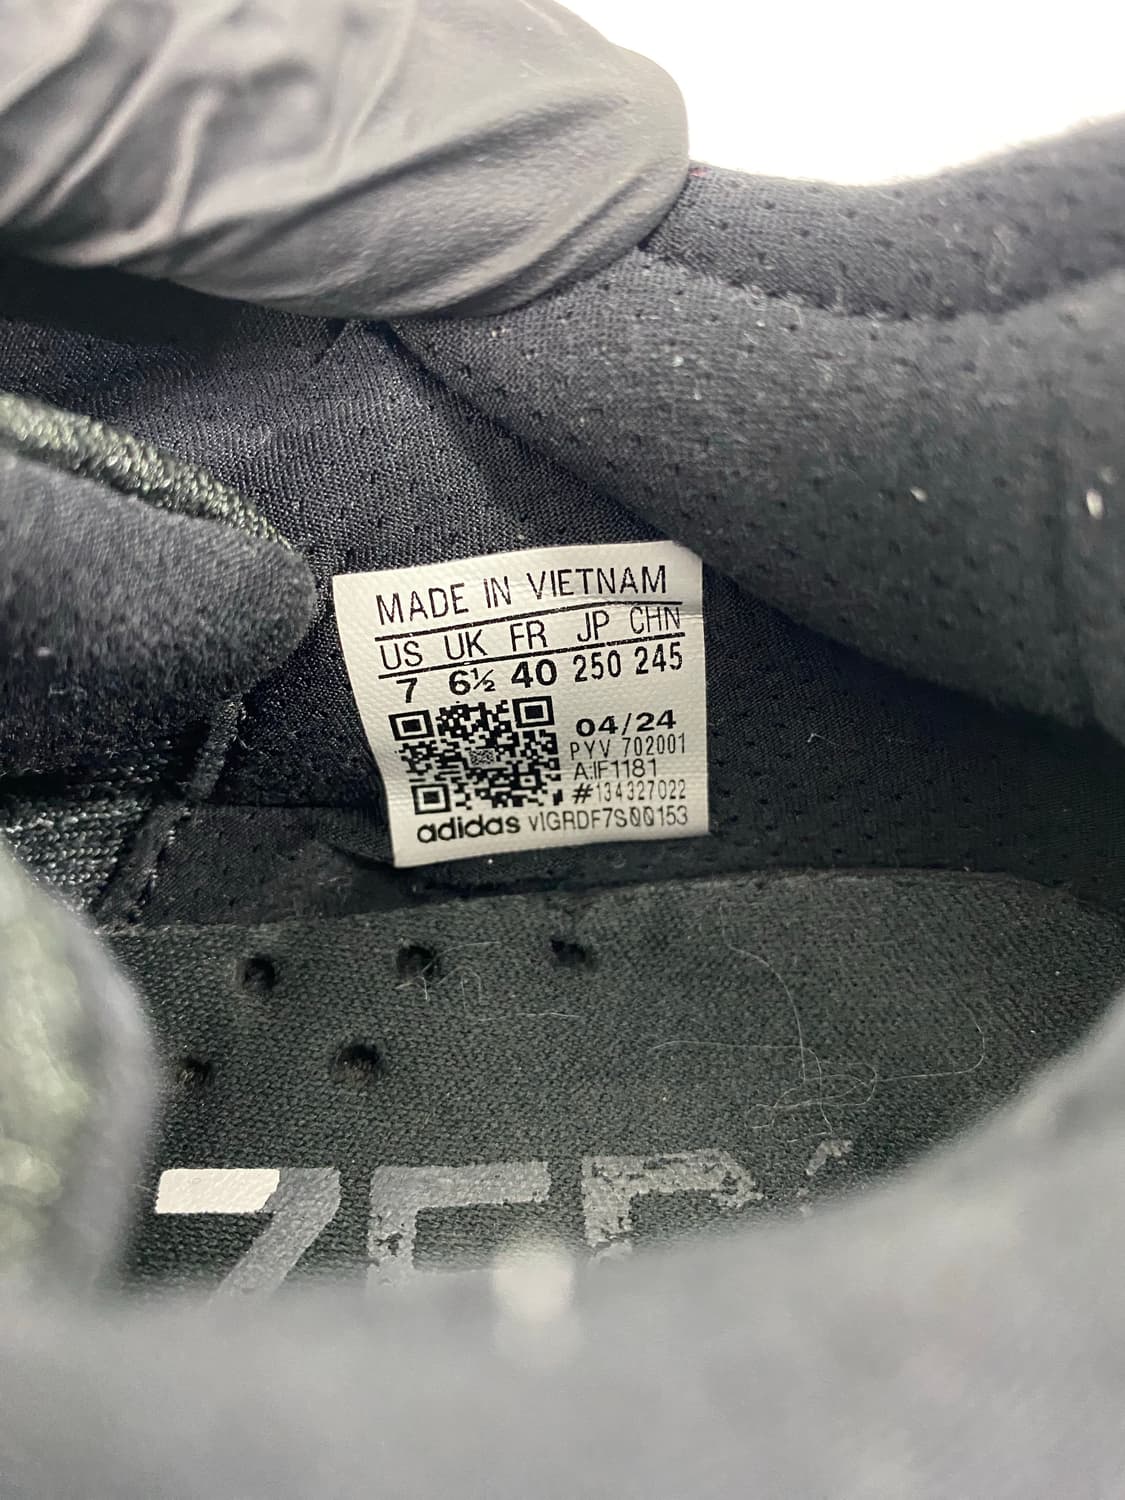 MADE IN VIETNAM
US UK FR JP CHN
7 6½ 40 250 245
04/24
PYV 702001
A:IF1181
#134327022
adidas VIGRDF7S00153